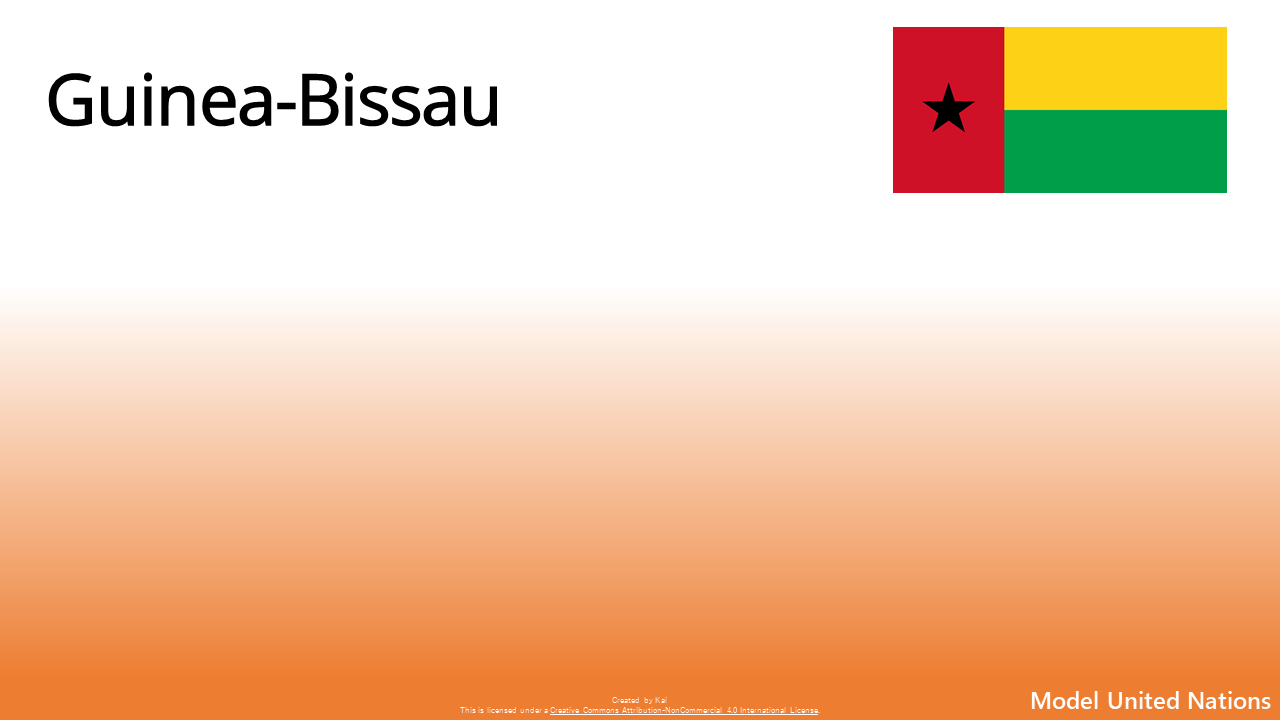 Guinea-Bissau
Created by Kai
This is licensed under a Creative Commons Attribution-NonCommercial 4.0 International License.
Model United Nations